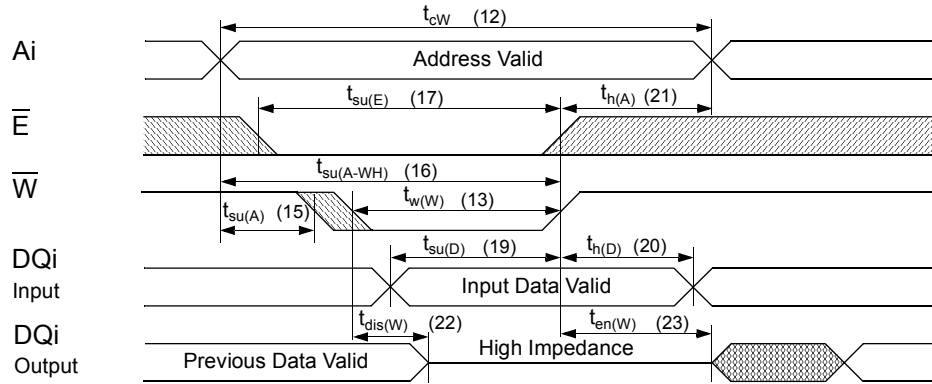 t_cW (12)
Ai
Address Valid
t_su(E) (17)
t_h(A) (21)
E̅
t_su(A-WH) (16)
W̅
t_w(W) (13)
t_su(A) (15)
DQi
t_su(D) (19)
t_h(D) (20)
Input
Input Data Valid
DQi
t_dis(W) (22)
t_en(W) (23)
High Impedance
Output
Previous Data Valid